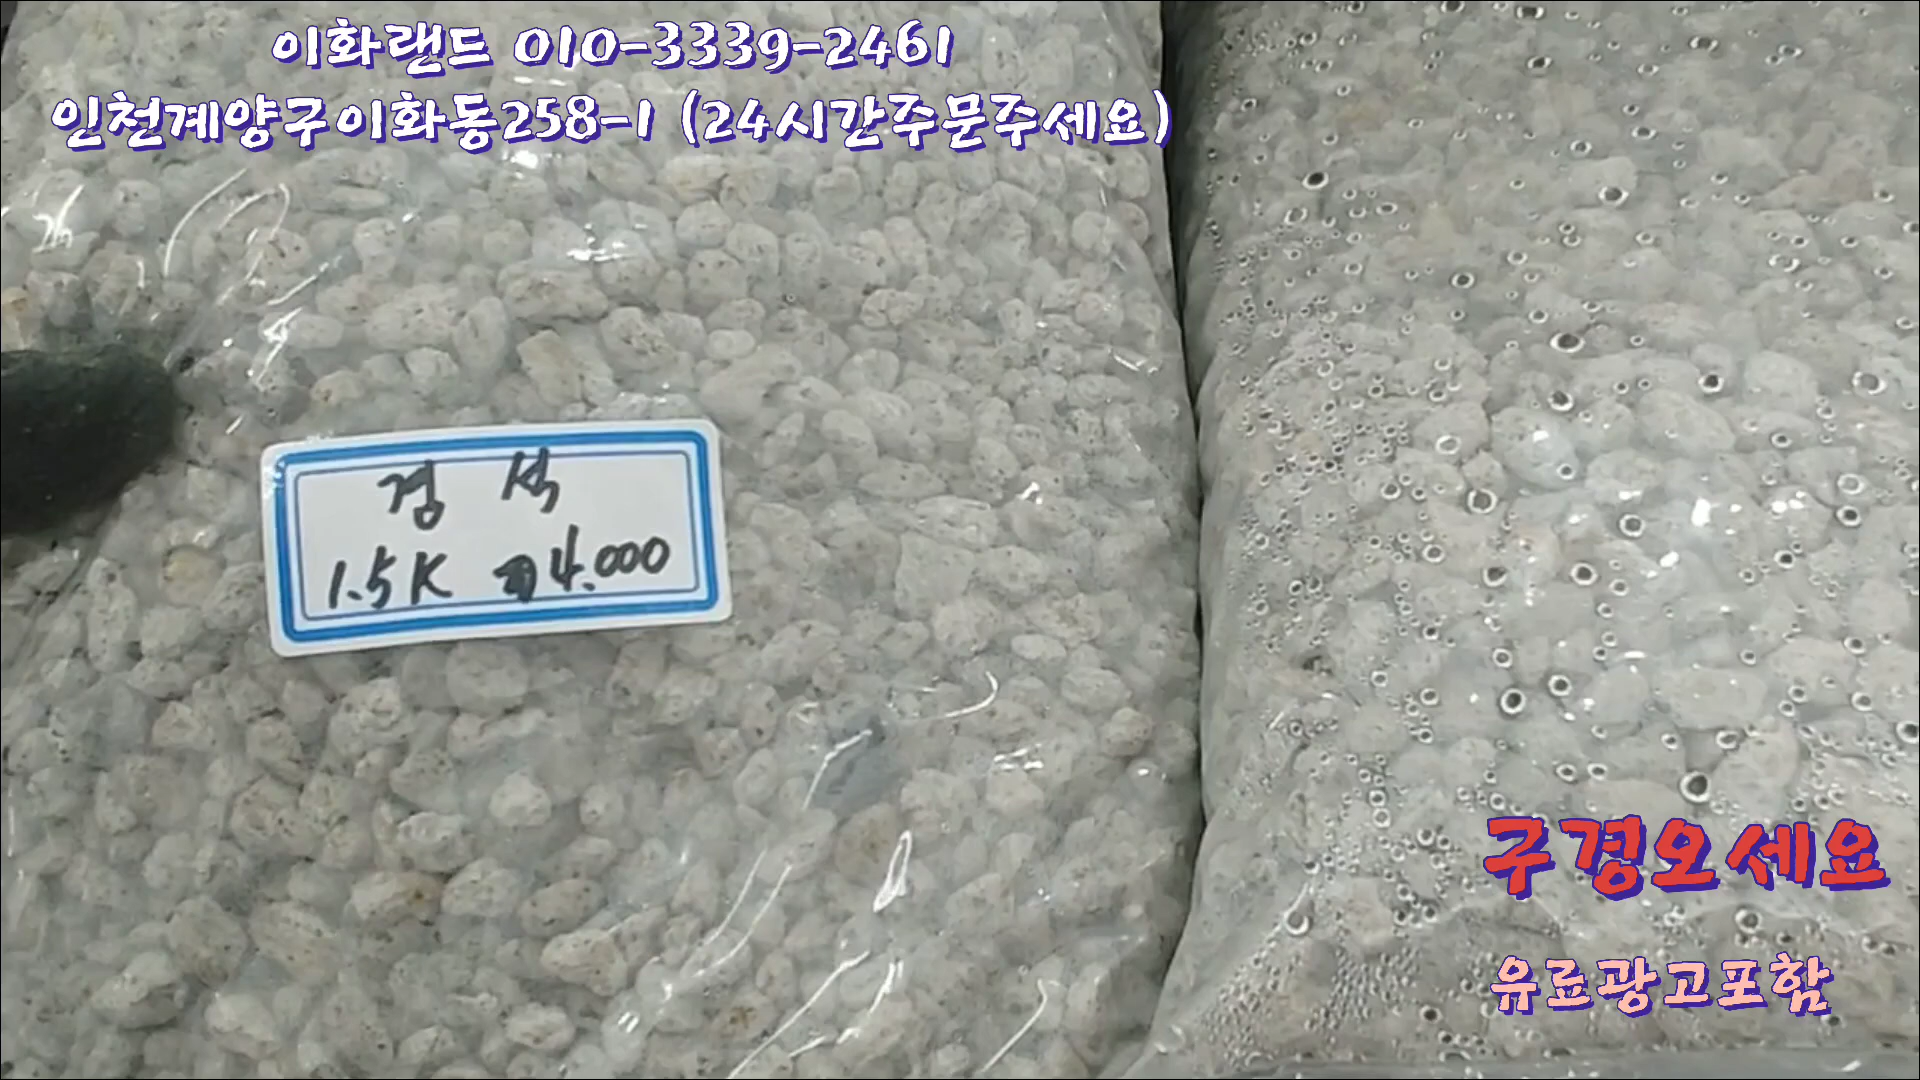 이화랜드 010-3339-2461
인천계양구이화동258-1 (24시간주문주세요)
경 석
1.5K 4.000
구경오세요
유료광고포함